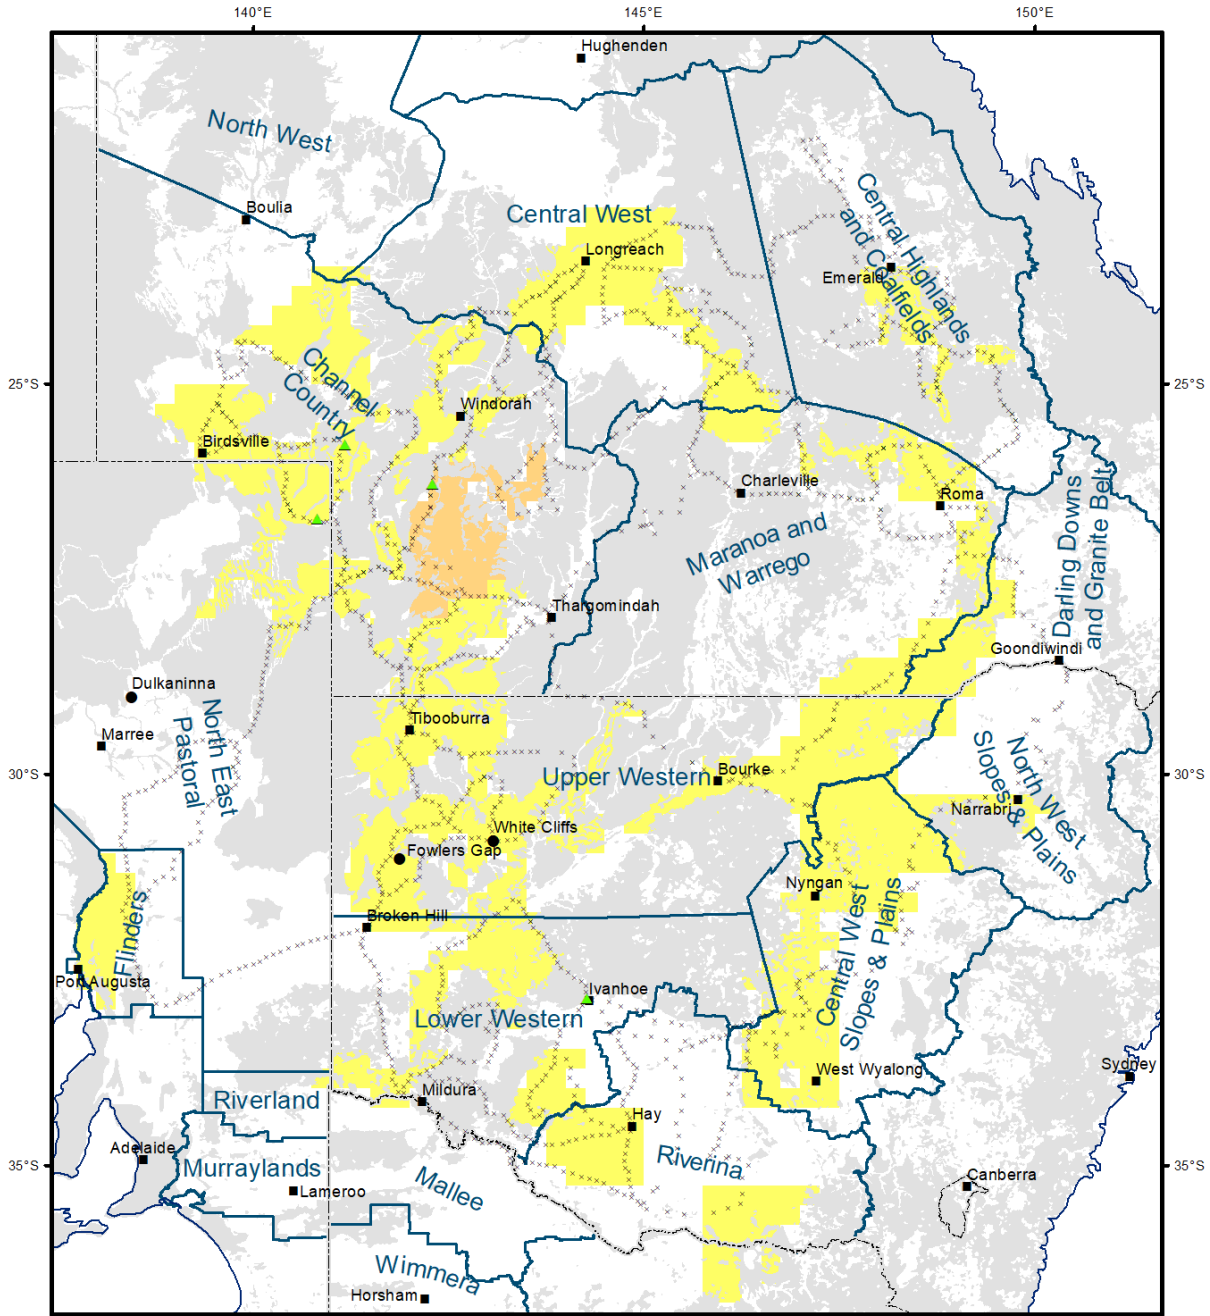 140°E
145°E
150°E
Hughenden
North West
Boulia
Central West
Longreach
Central Highlands
and Coalfields
Emerald
25°S
25°S
Channel
Country
Windorah
Birdsville
Charleville
Roma
Maranoa and
Warrego
Darling Downs
and Granite Belt
Thargomindah
Goondiwindi
Dulkaninna
Marree
North East
Pastoral
Tibooburra
Upper Western
Bourke
30°S
30°S
North West
Slopes & Plains
Narrabri
White Cliffs
Fowlers Gap
Nyngan
Central West
Slopes & Plains
Broken Hill
Flinders
Port Augusta
Ivanhoe
Lower Western
West Wyalong
Sydney
Riverland
Mildura
Hay
Adelaide
Murraylands
Lameroo
Mallee
Riverina
35°S
35°S
Canberra
Wimmera
Horsham